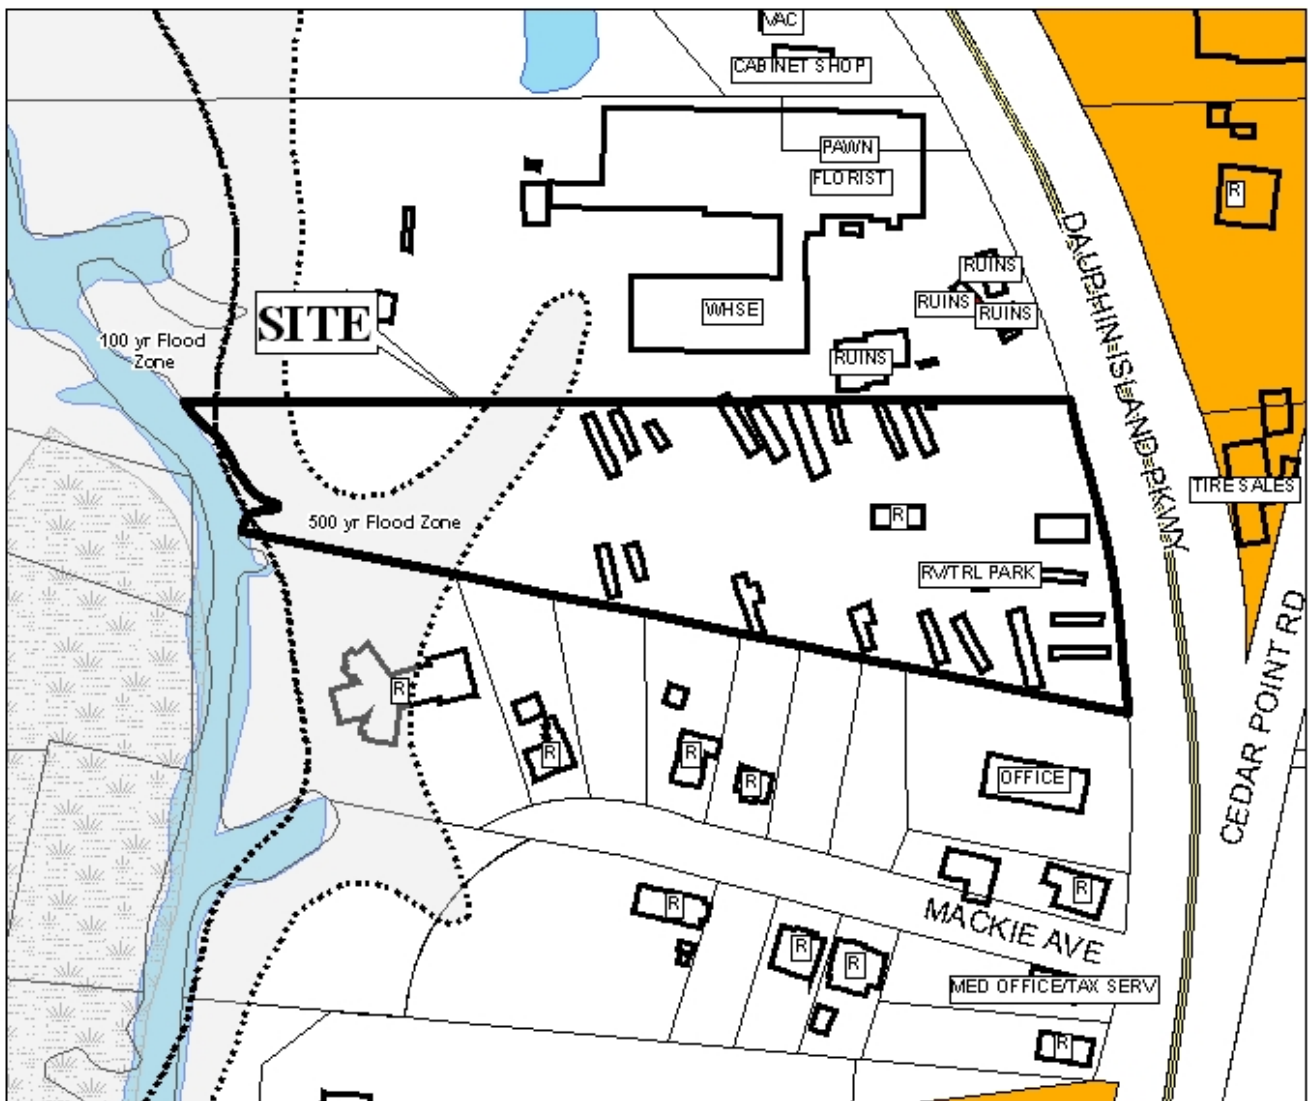 VAC
CABINET SHOP
PAWN
FLORIST
R
DAUPHIN ISLAND PKWY
RUINS
RUINS
RUINS
WHSE
SITE
100 yr Flood
Zone
RUINS
TIRE SALES
R
500 yr Flood Zone
RV/TRL PARK
CEDAR POINT RD
R
R
R
R
OFFICE
R
R
MACKIE AVE
R
R
MED OFFICE/TAX SERV
R